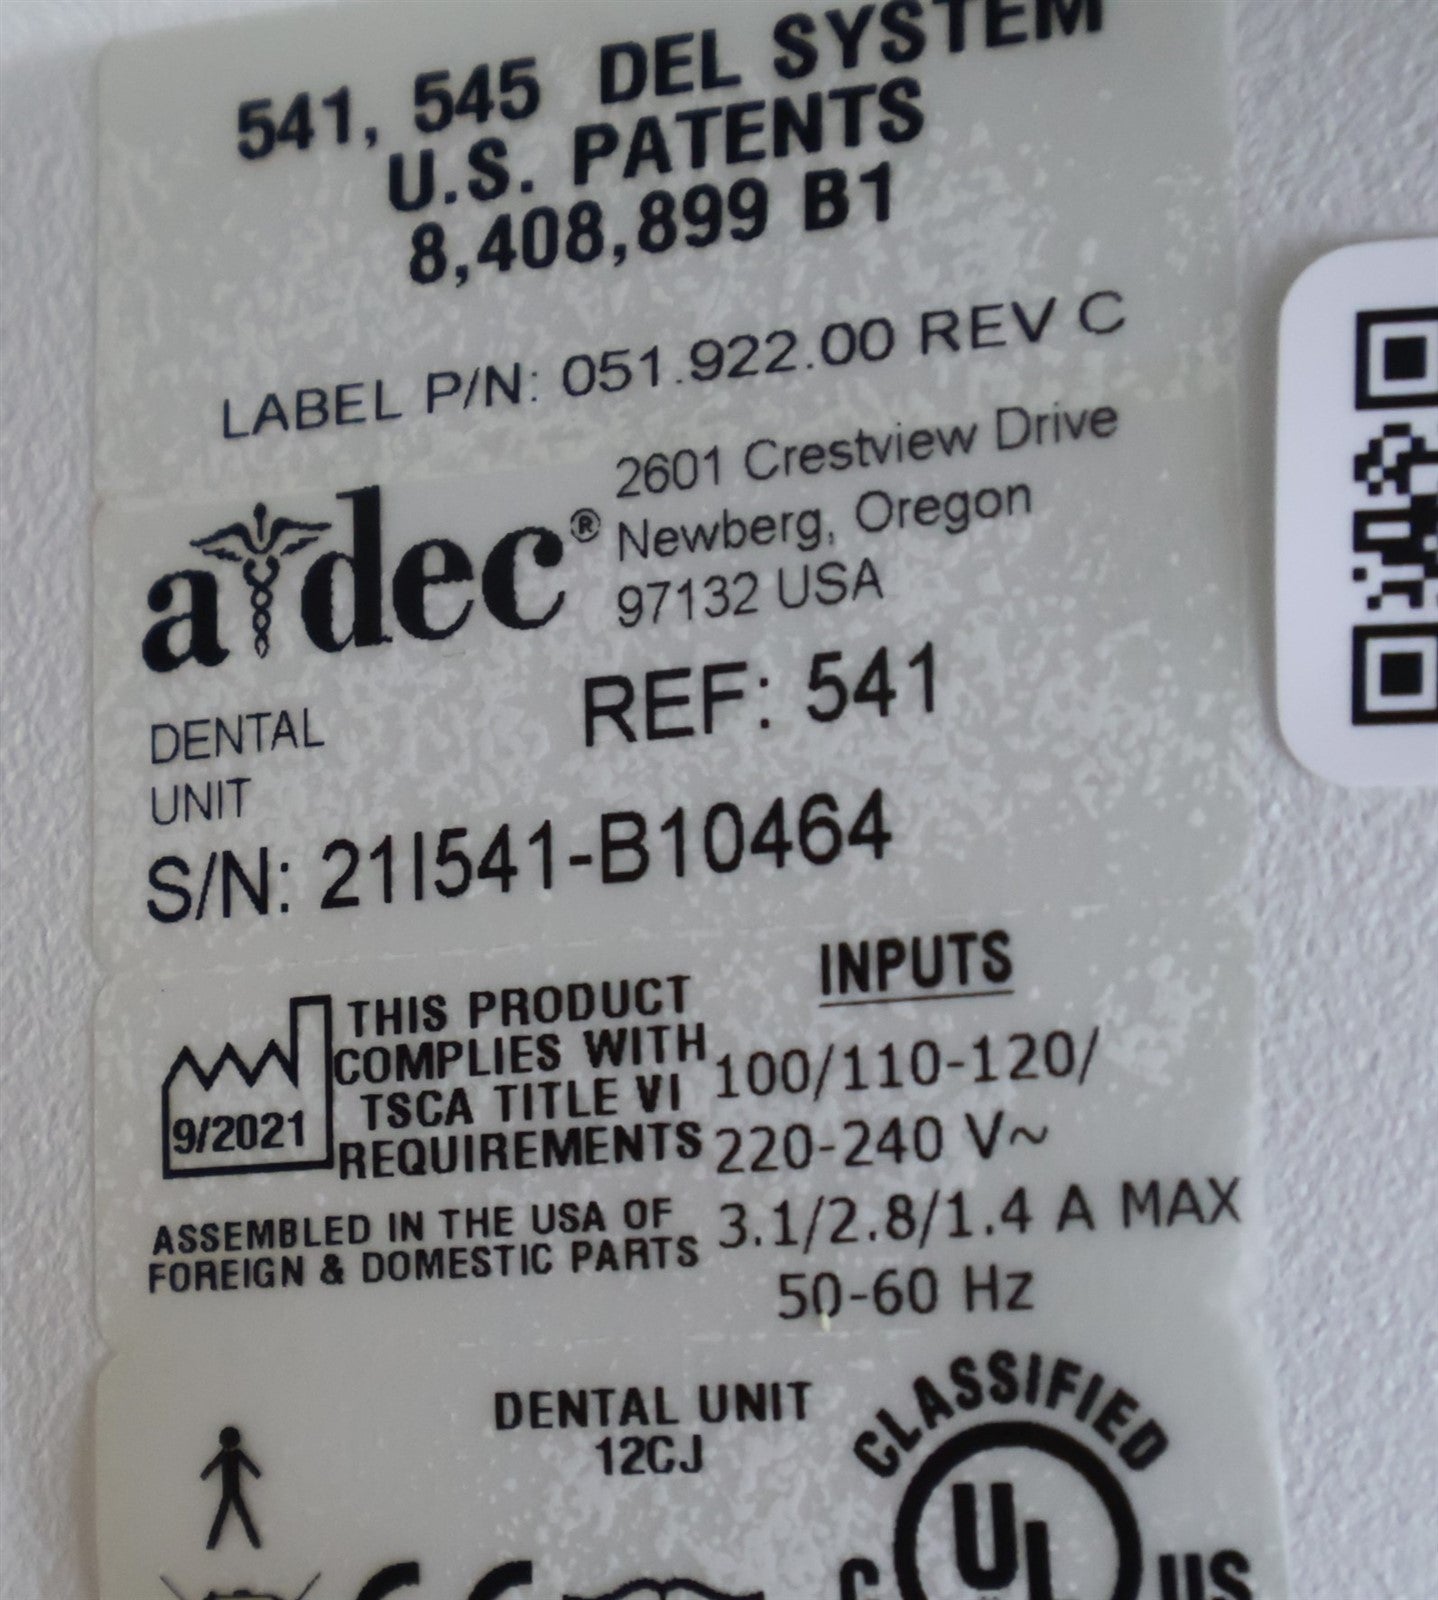 541, 545 DEL SYSTEM
U.S. PATENTS
8,408,899 B1
LABEL P/N: 051.922.00 REV C
a dec® 2601 Crestview Drive
Newberg, Oregon
97132 USA
DENTAL
UNIT
REF: 541
S/N: 21I541-B10464
9/2021
THIS PRODUCT
COMPLIES WITH
TSCA TITLE VI
REQUIREMENTS
ASSEMBLED IN THE USA OF
FOREIGN & DOMESTIC PARTS
INPUTS
100/110-120/
220-240 V~
3.1/2.8/1.4 A MAX
50-60 Hz
DENTAL UNIT
12CJ
CLASSIFIED
UL
C US